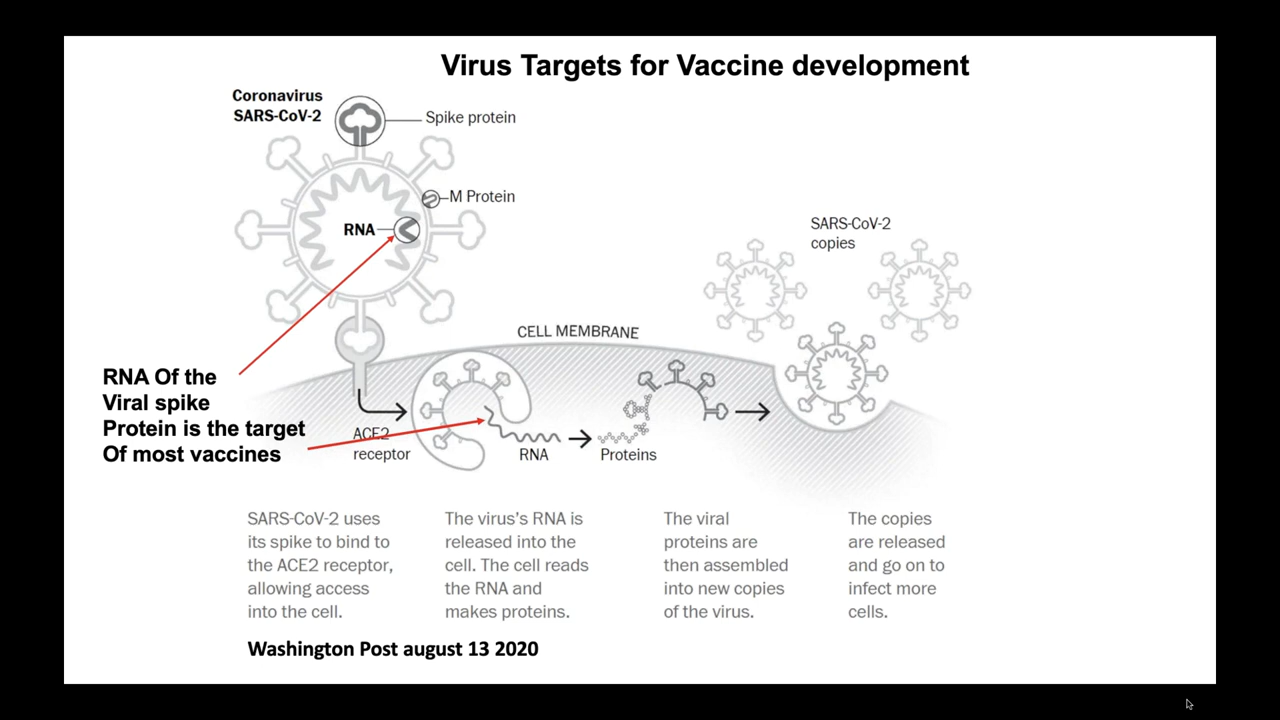 Virus Targets for Vaccine development
Coronavirus
SARS-CoV-2
Spike protein
M Protein
RNA
SARS-CoV-2
copies
CELL MEMBRANE
RNA Of the
Viral spike
Protein is the target
Of most vaccines
ACE2
receptor
RNA
Proteins
SARS-CoV-2 uses
its spike to bind to
the ACE2 receptor,
allowing access
into the cell.
The virus's RNA is
released into the
cell. The cell reads
the RNA and
makes proteins.
The viral
proteins are
then assembled
into new copies
of the virus.
The copies
are released
and go on to
infect more
cells.
Washington Post august 13 2020